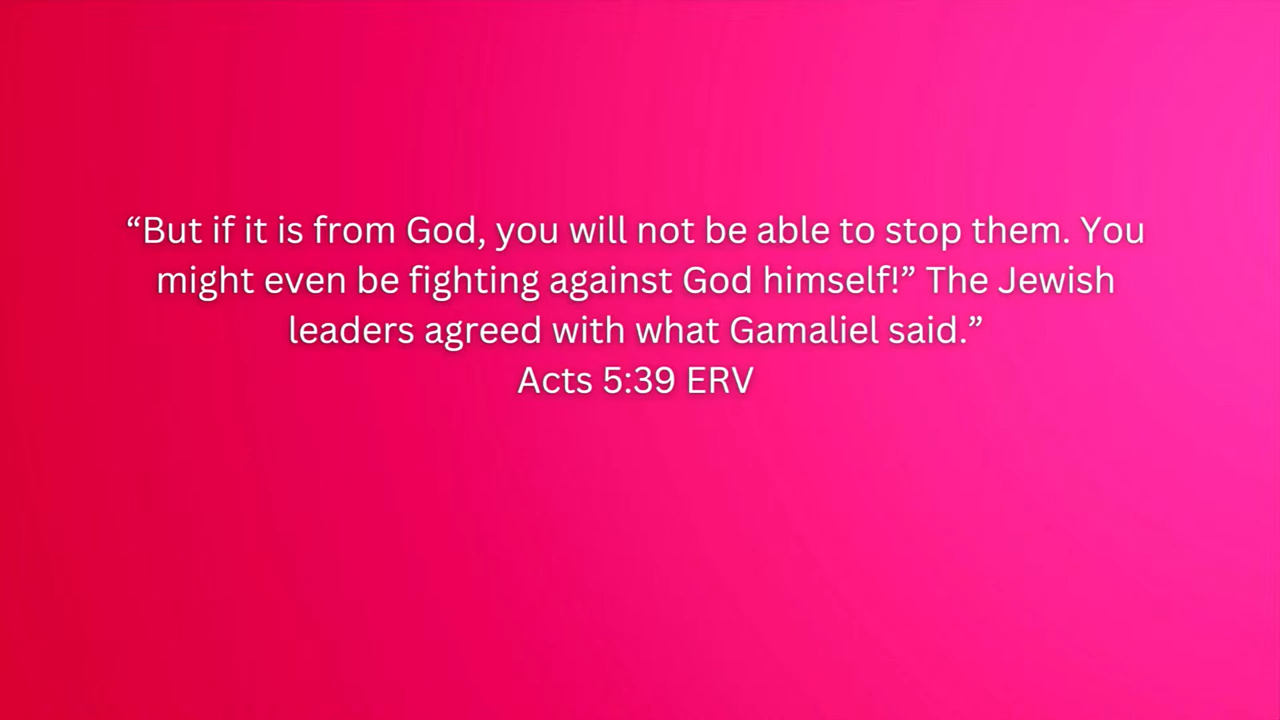 “But if it is from God, you will not be able to stop them. You
might even be fighting against God himself!” The Jewish
leaders agreed with what Gamaliel said.”
Acts 5:39 ERV